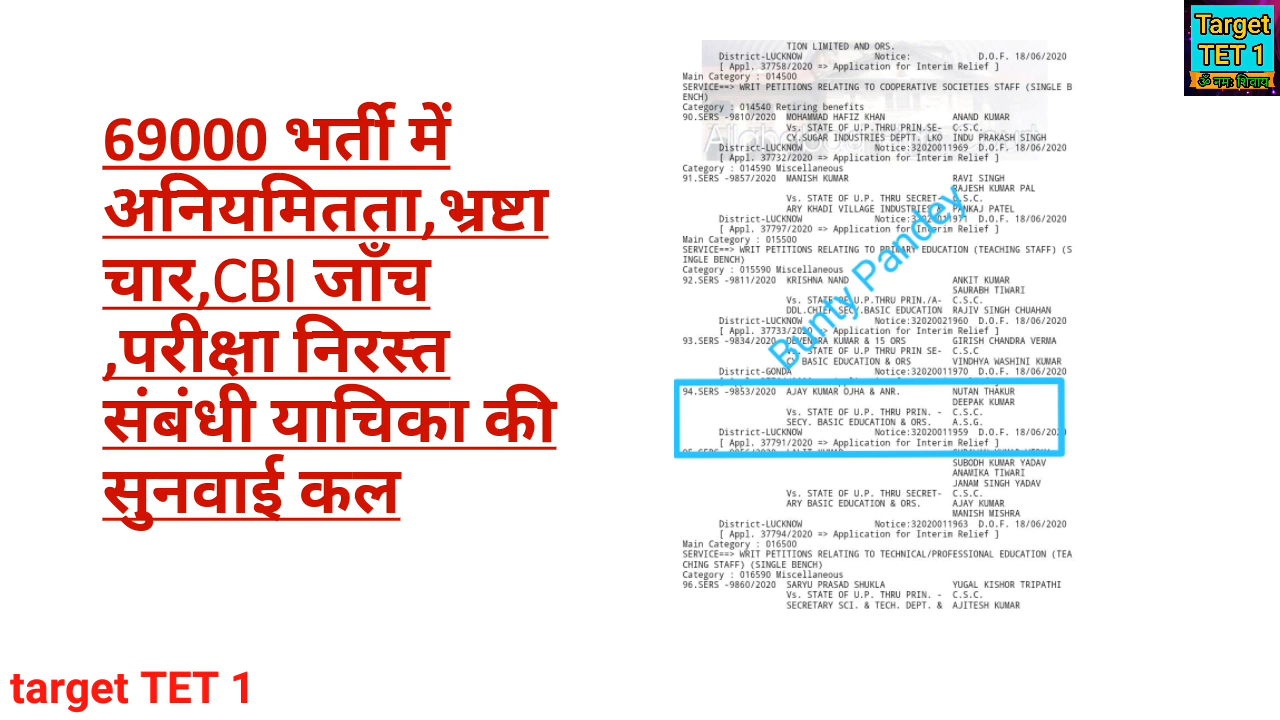 Target
TET 1
ॐ नमः शिवाय
69000 भर्ती में
अनियमितता,भ्रष्टा
चार,CBI जाँच
,परीक्षा निरस्त
संबंधी याचिका की
सुनवाई कल
TION LIMITED AND ORS.
District-LUCKNOW Notice: D.O.F. 18/06/2020
[ Appl. 37758/2020 => Application for Interim Relief ]
Main Category : 014500
SERVICE==> WRIT PETITIONS RELATING TO COOPERATIVE SOCIETIES STAFF (SINGLE B
ENCH)
Category : 014540 Retiring benefits
90.SERS -9810/2020 MOHAMMAD HAFIZ KHAN ANAND KUMAR
Vs. STATE OF U.P.THRU PRIN.SE- C.S.C.
CY.SUGAR INDUSTRIES DEPTT. LKO INDU PRAKASH SINGH
District-LUCKNOW Notice:32020011969 D.O.F. 18/06/2020
[ Appl. 37732/2020 => Application for Interim Relief ]
Category : 014590 Miscellaneous
91.SERS -9857/2020 MANISH KUMAR RAVI SINGH
RAJESH KUMAR PAL
Vs. STATE OF U.P. THRU SECRET- C.S.C.
ARY KHADI VILLAGE INDUSTRIES & PANKAJ PATEL
District-LUCKNOW D.O.F. 18/06/2020
[ Appl. 37797/2020 => Application for Interim Relief ]
Main Category : 015500
SERVICE==> WRIT PETITIONS RELATING TO PRIMARY EDUCATION (TEACHING STAFF) (S
INGLE BENCH)
Category : 015590 Miscellaneous
92.SERS -9811/2020 KRISHNA NAND ANKIT KUMAR
SAURABH TIWARI
Vs. STATE OF U.P.THRU PRIN./A- C.S.C.
DDL.CHIEF SECY.BASIC EDUCATION RAJIV SINGH CHUAHAN
District-LUCKNOW Notice:32020021960 D.O.F. 18/06/2020
[ Appl. 37733/2020 => Application for Interim Relief ]
93.SERS -9834/2020 DEVENDRA KUMAR & 15 ORS GIRISH CHANDRA VERMA
Vs. STATE OF U.P THRU PRIN SE- C.S.C
CY BASIC EDUCATION & ORS VINDHYA WASHINI KUMAR
District-GONDA Notice:32020011970 D.O.F. 18/06/2020
94.SERS -9853/2020 AJAY KUMAR OJHA & ANR. NUTAN THAKUR
DEEPAK KUMAR
Vs. STATE OF U.P. THRU PRIN. - C.S.C.
SECY. BASIC EDUCATION & ORS. A.S.G.
District-LUCKNOW Notice:32020011959 D.O.F. 18/06/2020
[ Appl. 37791/2020 => Application for Interim Relief ]
SUBODH KUMAR YADAV
ANAMIKA TIWARI
JANAM SINGH YADAV
Vs. STATE OF U.P. THRU SECRET- C.S.C.
ARY BASIC EDUCATION & ORS. AJAY KUMAR
MANISH MISHRA
District-LUCKNOW Notice:32020011963 D.O.F. 18/06/2020
[ Appl. 37794/2020 => Application for Interim Relief ]
Main Category : 016500
SERVICE==> WRIT PETITIONS RELATING TO TECHNICAL/PROFESSIONAL EDUCATION (TEA
CHING STAFF) (SINGLE BENCH)
Category : 016590 Miscellaneous
96.SERS -9860/2020 SARYU PRASAD SHUKLA YUGAL KISHOR TRIPATHI
Vs. STATE OF U.P. THRU PRIN. - C.S.C.
SECRETARY SCI. & TECH. DEPT. & AJITESH KUMAR
Bunty Pandey
target TET 1